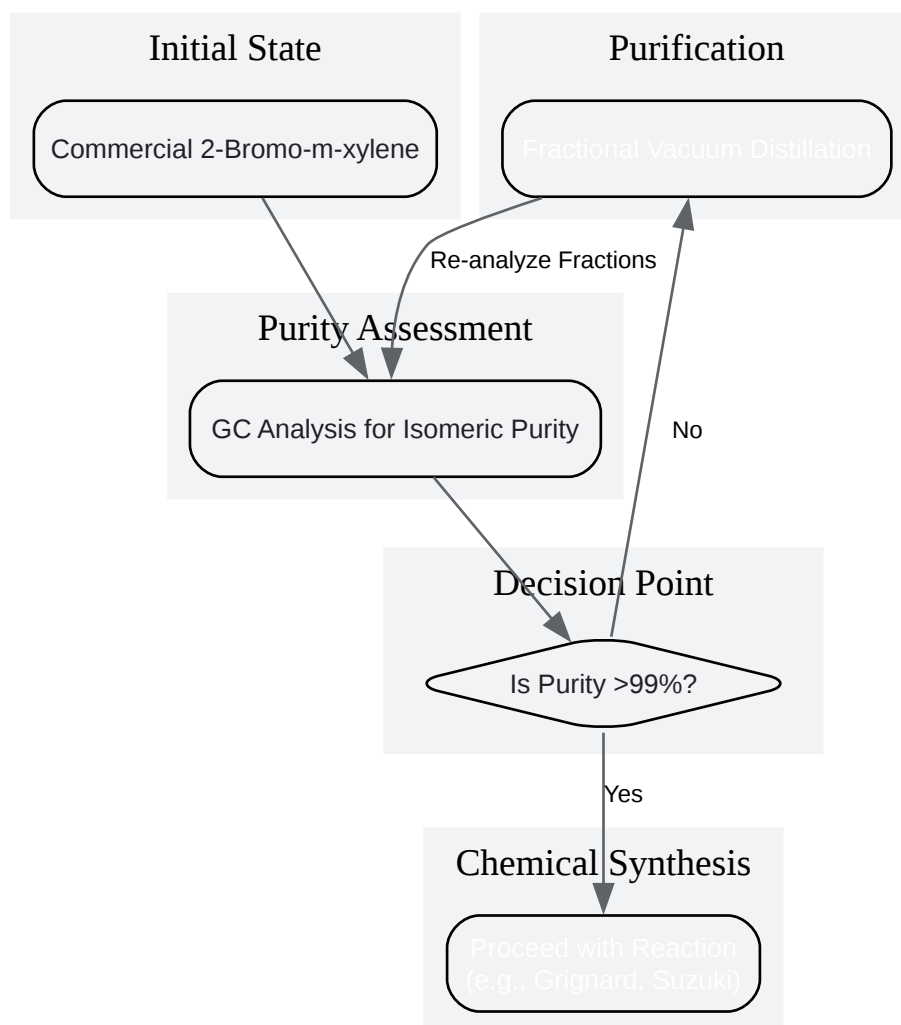 Initial State
Purification
Commercial 2-Bromo-m-xylene
Fractional Vacuum Distillation
Re-analyze Fractions
Purity Assessment
GC Analysis for Isomeric Purity
No
Decision Point
Is Purity >99%?
Yes
Chemical Synthesis
Proceed with Reaction
(e.g., Grignard, Suzuki)